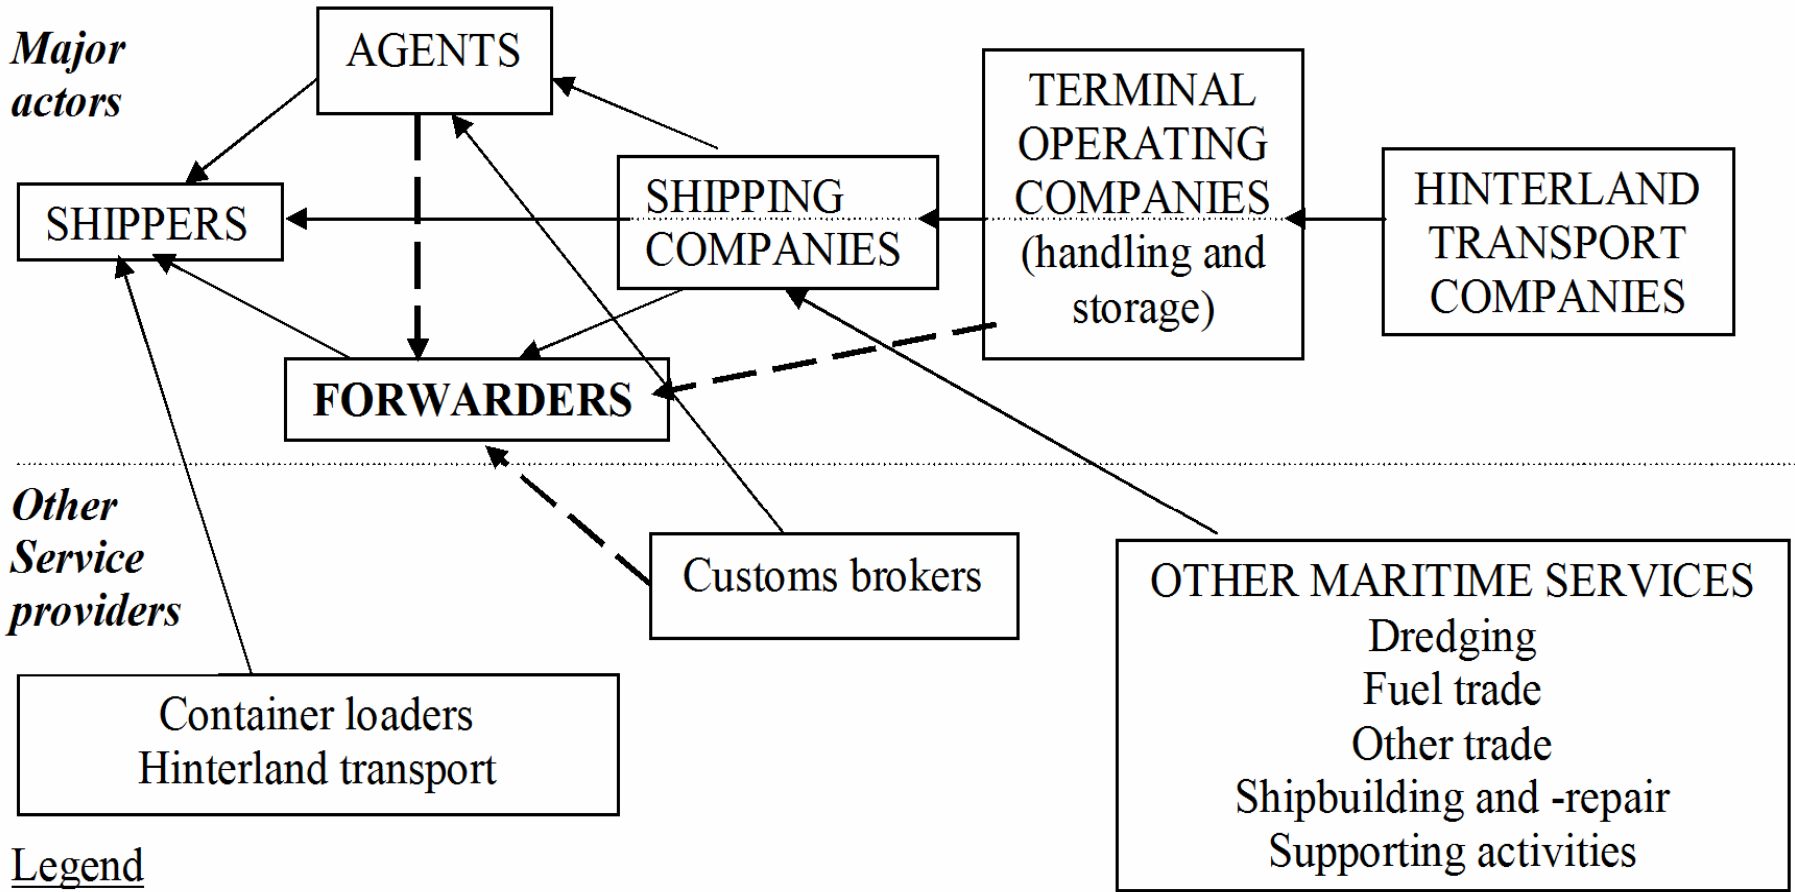 Major
actors
AGENTS
SHIPPERS
SHIPPING
COMPANIES
TERMINAL
OPERATING
COMPANIES
(handling and
storage)
HINTERLAND
TRANSPORT
COMPANIES
FORWARDERS
Other
Service
providers
Customs brokers
Container loaders
Hinterland transport
OTHER MARITIME SERVICES
Dredging
Fuel trade
Other trade
Shipbuilding and -repair
Supporting activities
Legend